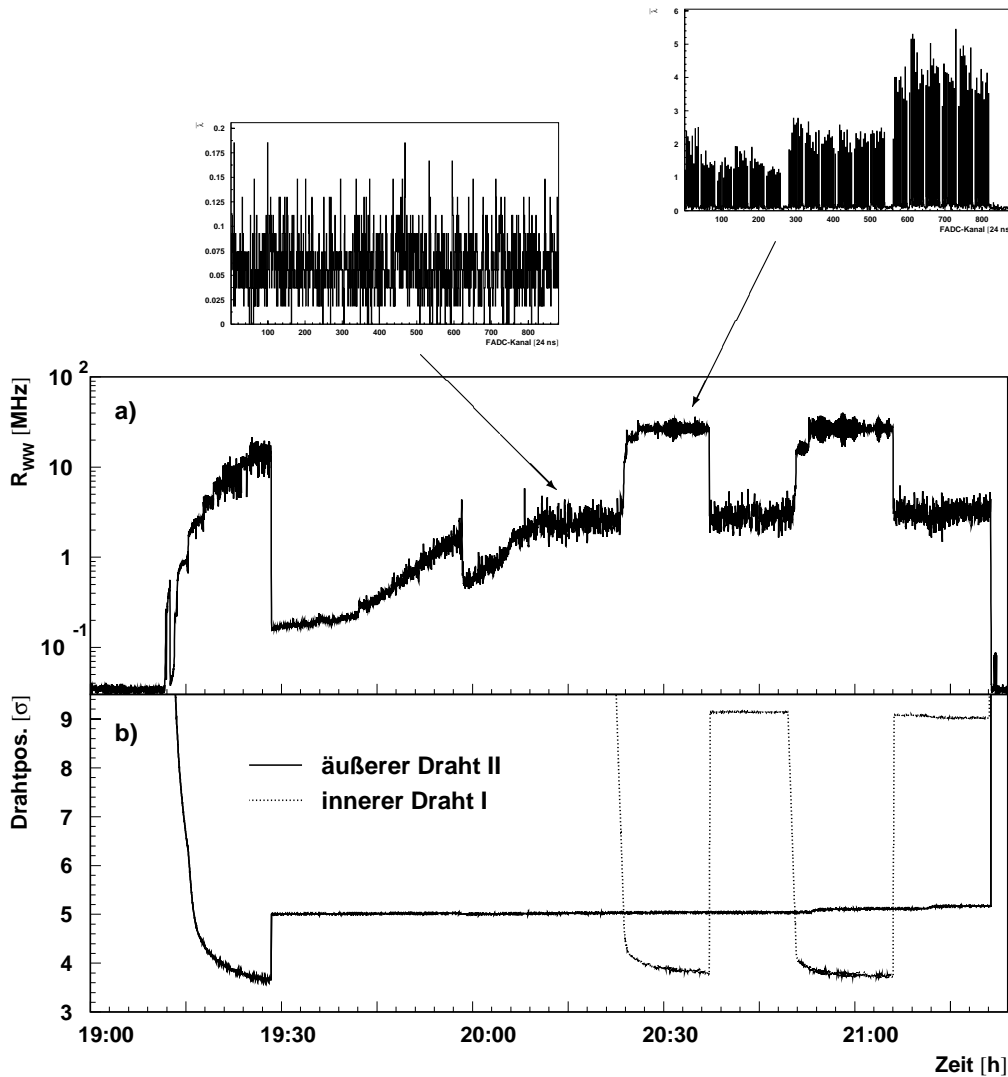 6
5
4
3
2
1
0
100 200 300 400 500 600 700 800
FADC-Kanal [24 ns]
0.2
0.175
0.15
0.125
0.1
0.075
0.05
0.025
0
100 200 300 400 500 600 700 800
FADC-Kanal [24 ns]
R_WW [MHz]
10^2
10
1
10^-1
a)
Drahtpos. [σ]
9
8
7
6
5
4
3
b)
äußerer Draht II
innerer Draht I
19:00 19:30 20:00 20:30 21:00
Zeit [h]